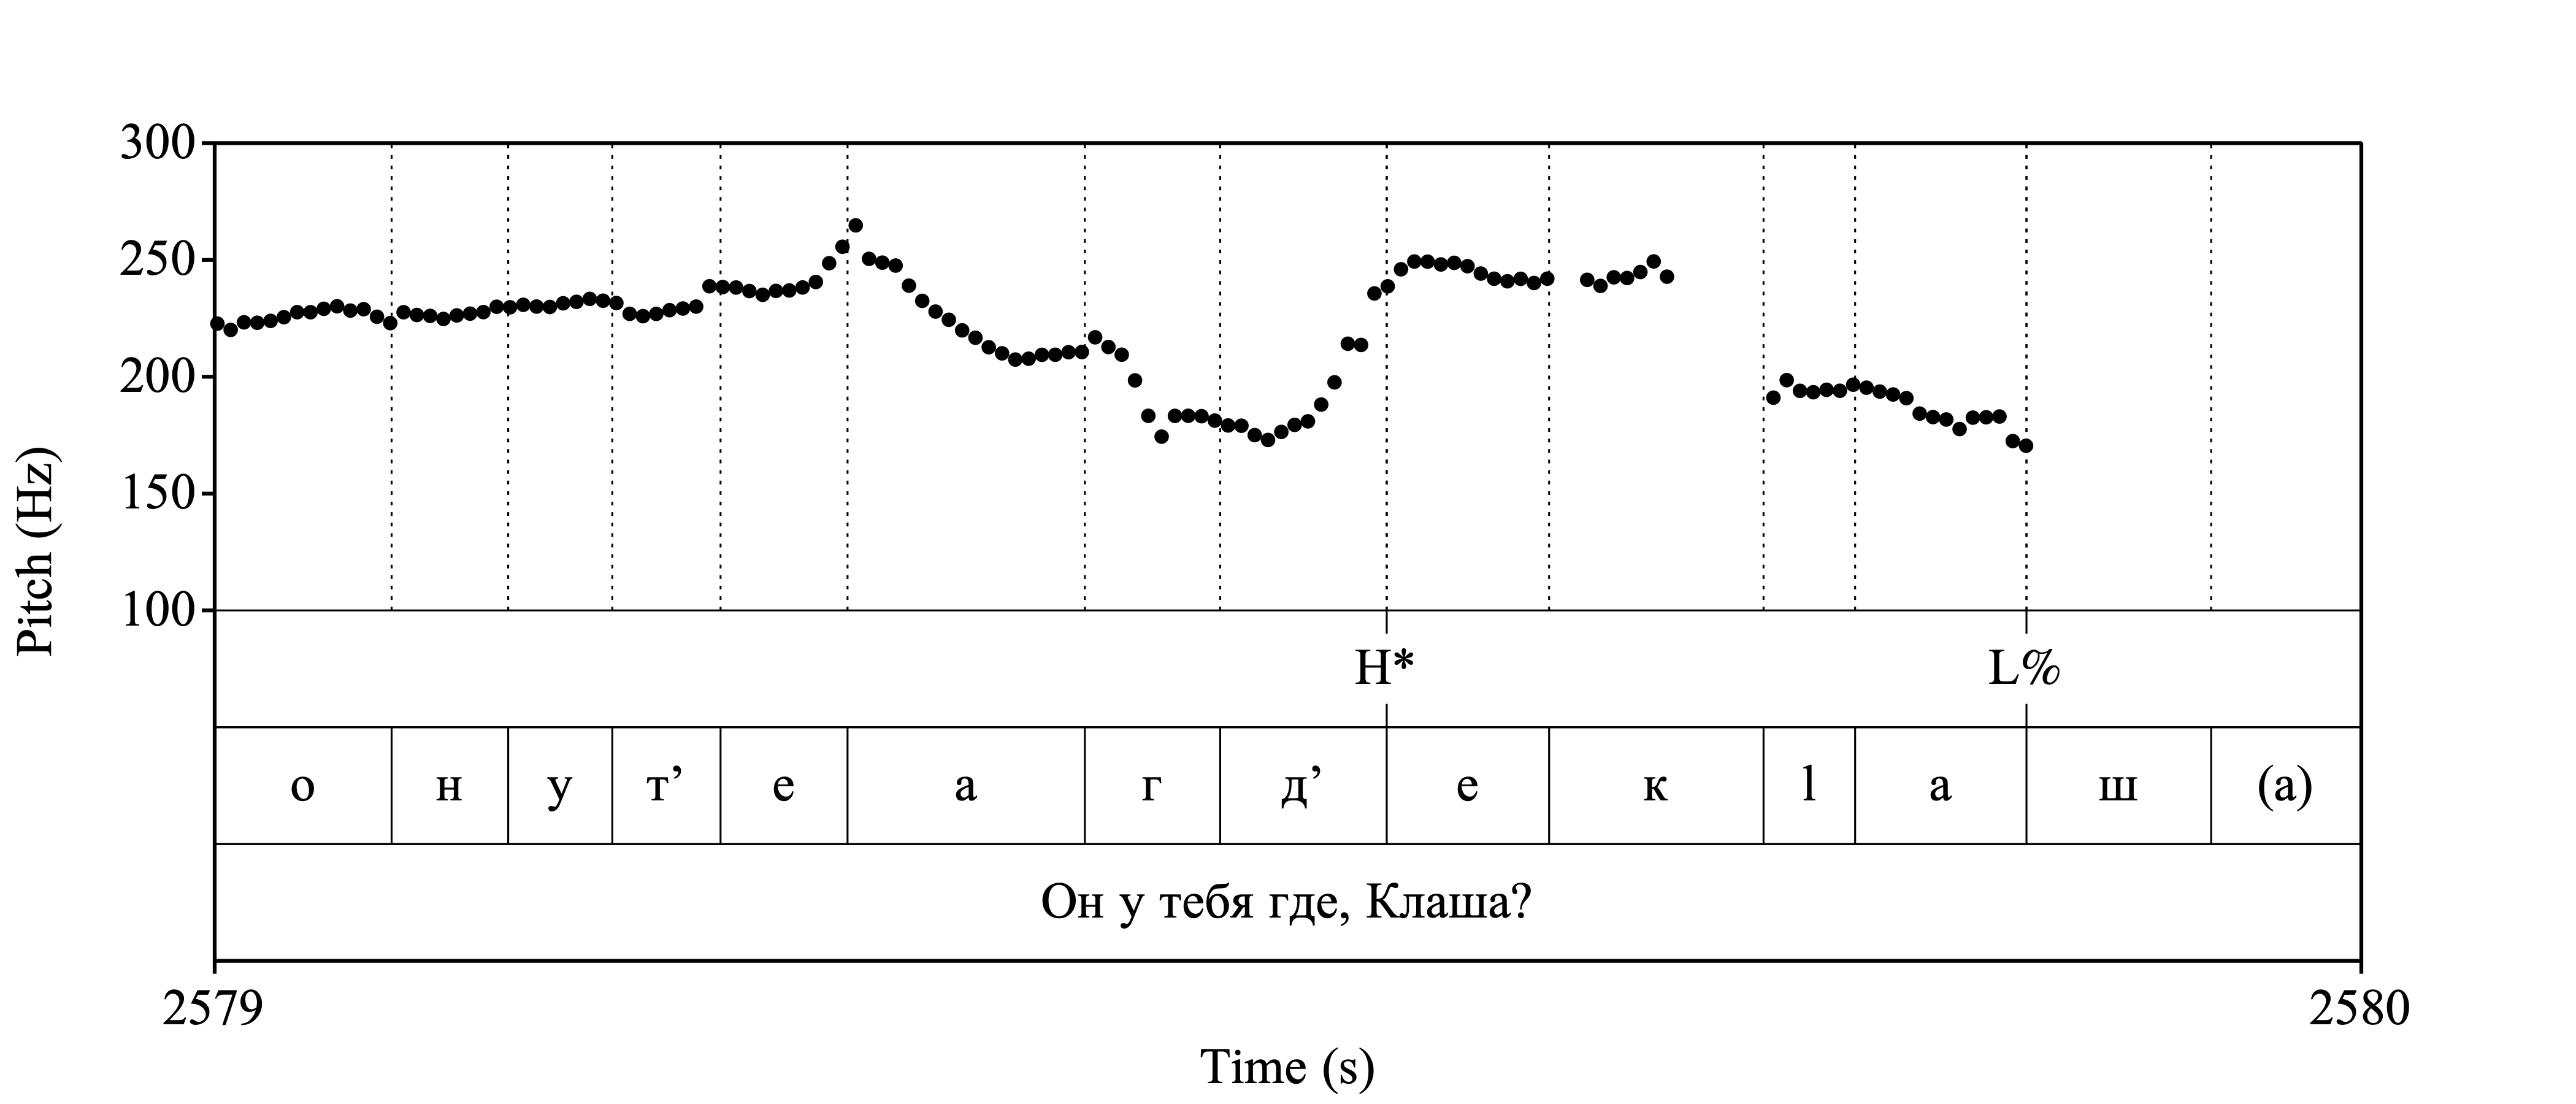 300
250
200
150
100
Pitch (Hz)
H* L%
о н у т’ е а г д’ е к l а ш (а)
Он у тебя где, Клаша?
2579 2580
Time (s)